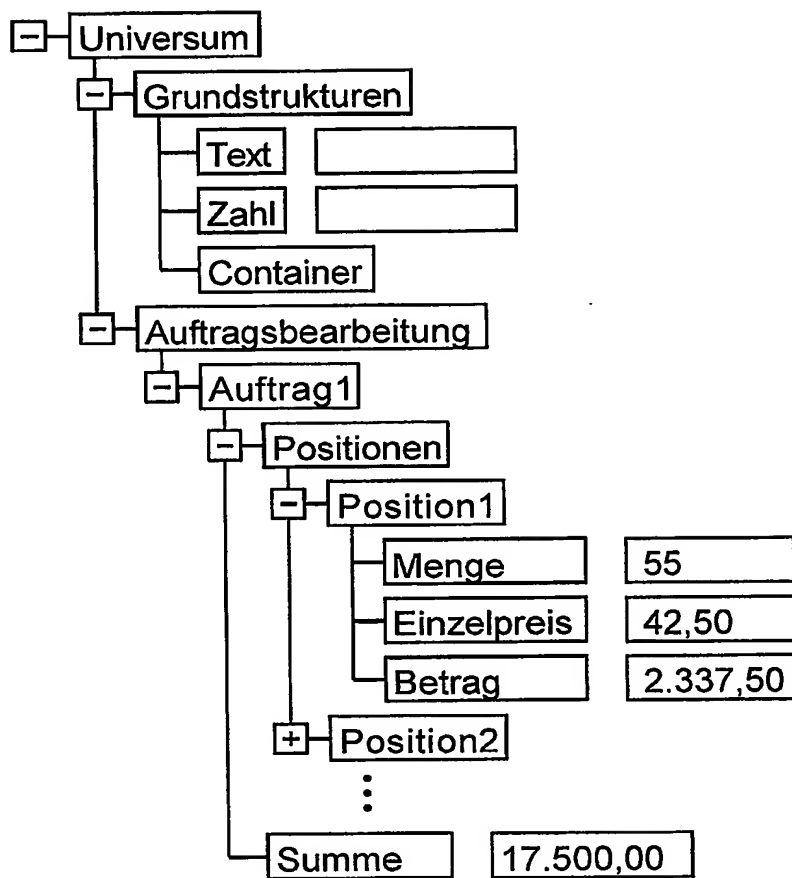 Universum
Grundstrukturen
Text
Zahl
Container
Auftragsbearbeitung
Auftrag1
Positionen
Position1
Menge 55
Einzelpreis 42,50
Betrag 2.337,50
Position2
Summe 17.500,00